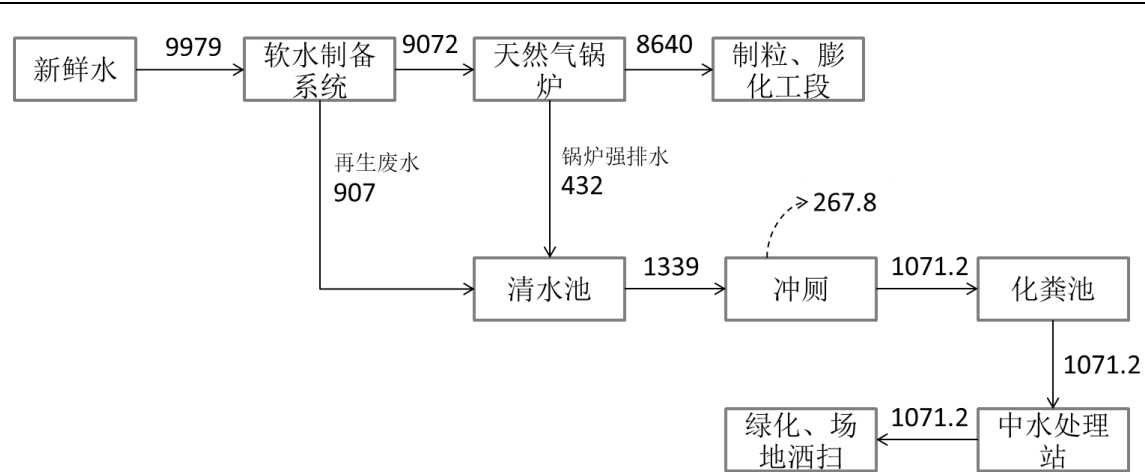 新鲜水
9979
软水制备
系统
9072
天然气锅
炉
8640
制粒、膨
化工段
再生废水
907
锅炉强排水
432
267.8
清水池
1339
冲厕
1071.2
化粪池
1071.2
绿化、场
地洒扫
1071.2
中水处理
站